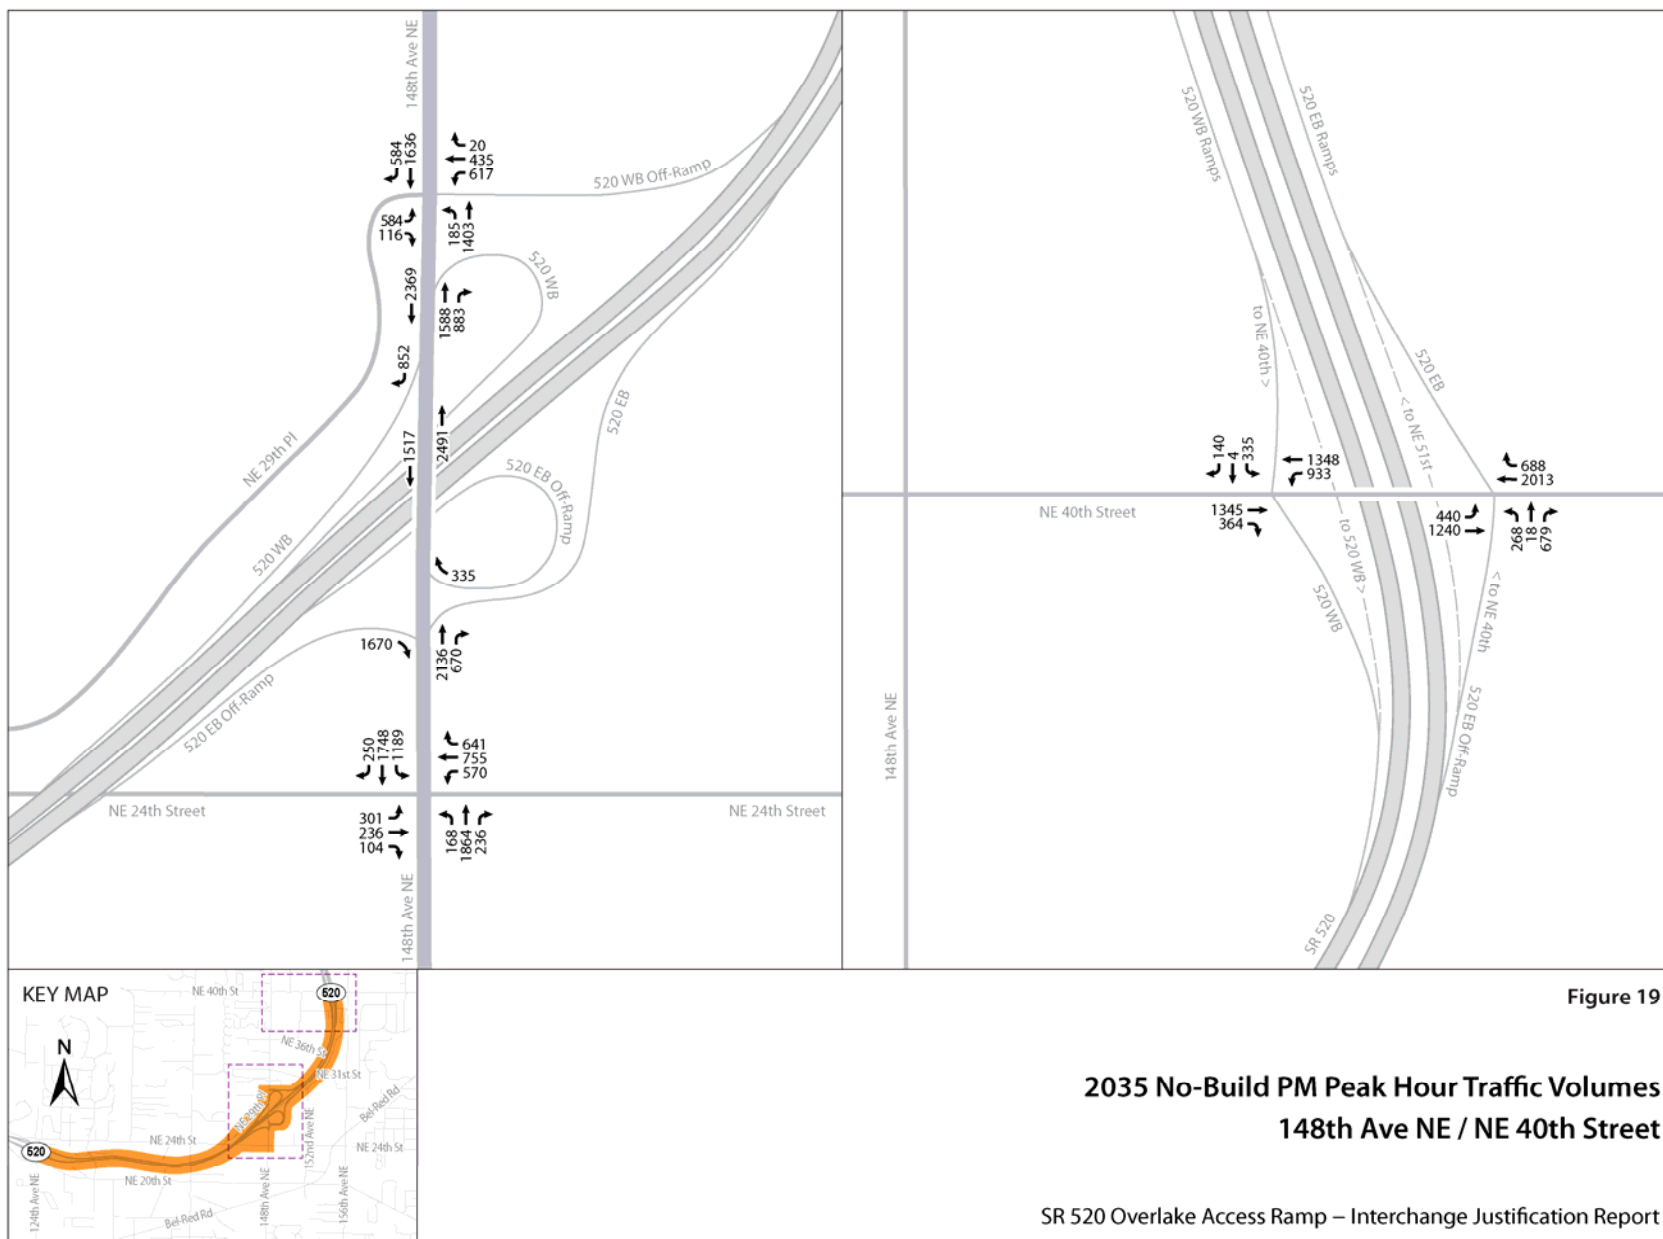 148th Ave NE
584
1636
20
435
617
520 WB Off-Ramp
584
116
185
1403
2369
1588
883
520 WB
852
1517
2491
520 EB
NE 29th Pl
520 EB Off-Ramp
520 WB
335
1670
2136
670
520 EB Off-Ramp
250
1748
1189
641
755
570
NE 24th Street
NE 24th Street
301
236
104
168
1864
236
148th Ave NE
520 WB Ramps
520 EB Ramps
to NE 40th >
520 EB
< to NE 51st
140
4
335
1348
933
688
2013
NE 40th Street
1345
364
440
1240
268
18
679
to 520 WB >
520 WB
< to NE 40th
148th Ave NE
520 EB Off-Ramp
SR 520
KEY MAP
N
NE 40th St
520
NE 36th St
NE 31st St
NE 29th Pl
Bel-Red Rd
152nd Ave NE
NE 24th St
NE 24th St
520
NE 20th St
124th Ave NE
Bel-Red Rd
148th Ave NE
156th Ave NE
Figure 19
2035 No-Build PM Peak Hour Traffic Volumes
148th Ave NE / NE 40th Street
SR 520 Overlake Access Ramp – Interchange Justification Report